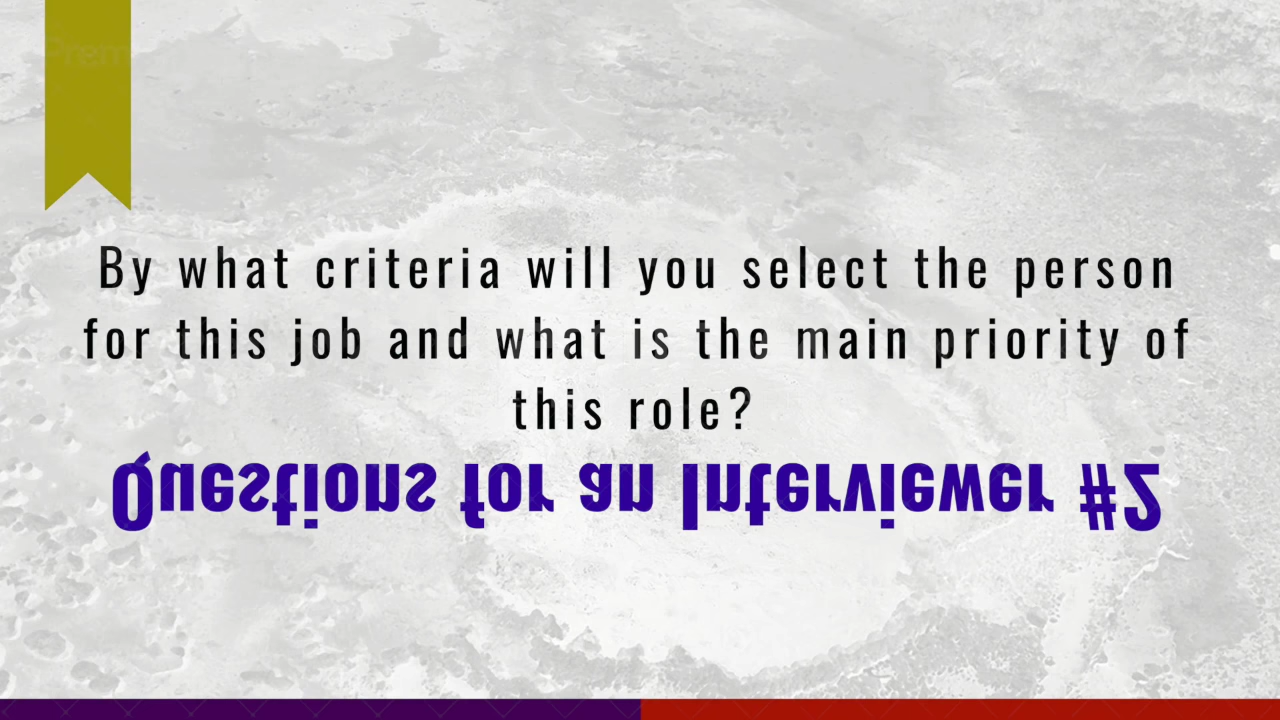 By what criteria will you select the person
for this job and what is the main priority of
this role?
Questions for an Interviewer #2